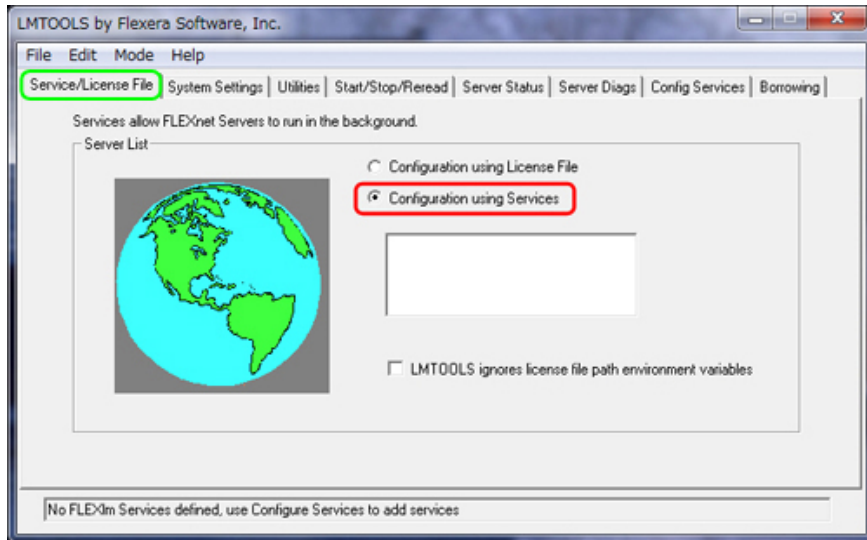 LMTOOLS by Flexera Software, Inc.
File Edit Mode Help
Service/License File System Settings Utilities Start/Stop/Reread Server Status Server Diags Config Services Borrowing
Services allow FLEXnet Servers to run in the background.
Server List
Configuration using License File
Configuration using Services
LMTOOLS ignores license file path environment variables
No FLEXlm Services defined, use Configure Services to add services